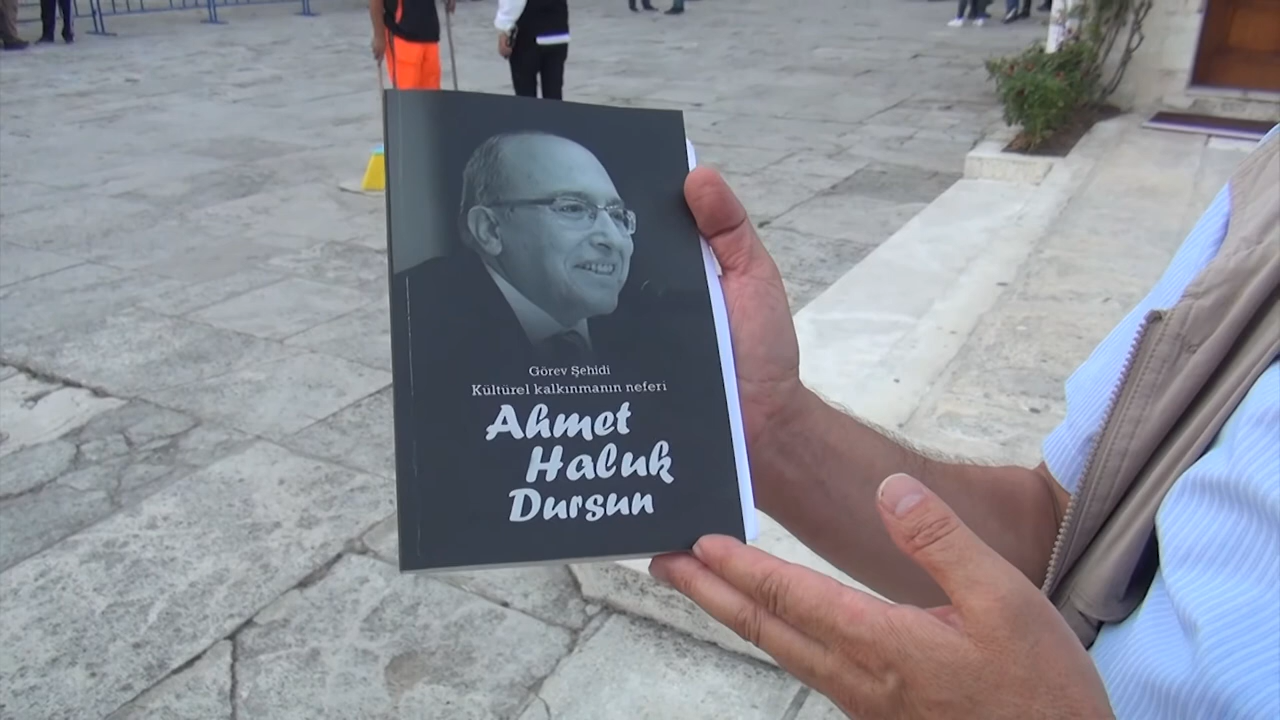 Görev Şehidi
Kültürel kalkınmanın neferi
Ahmet
Haluk
Dursun